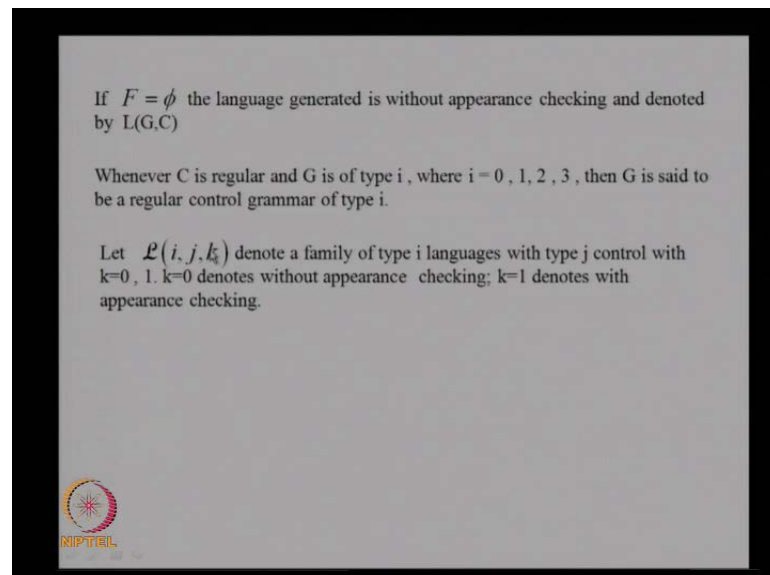 If F = ϕ the language generated is without appearance checking and denoted
by L(G,C)
Whenever C is regular and G is of type i , where i = 0 , 1, 2 , 3 , then G is said to
be a regular control grammar of type i.
Let ℒ(i, j, k) denote a family of type i languages with type j control with
k=0 , 1. k=0 denotes without appearance checking; k=1 denotes with
appearance checking.
NPTEL